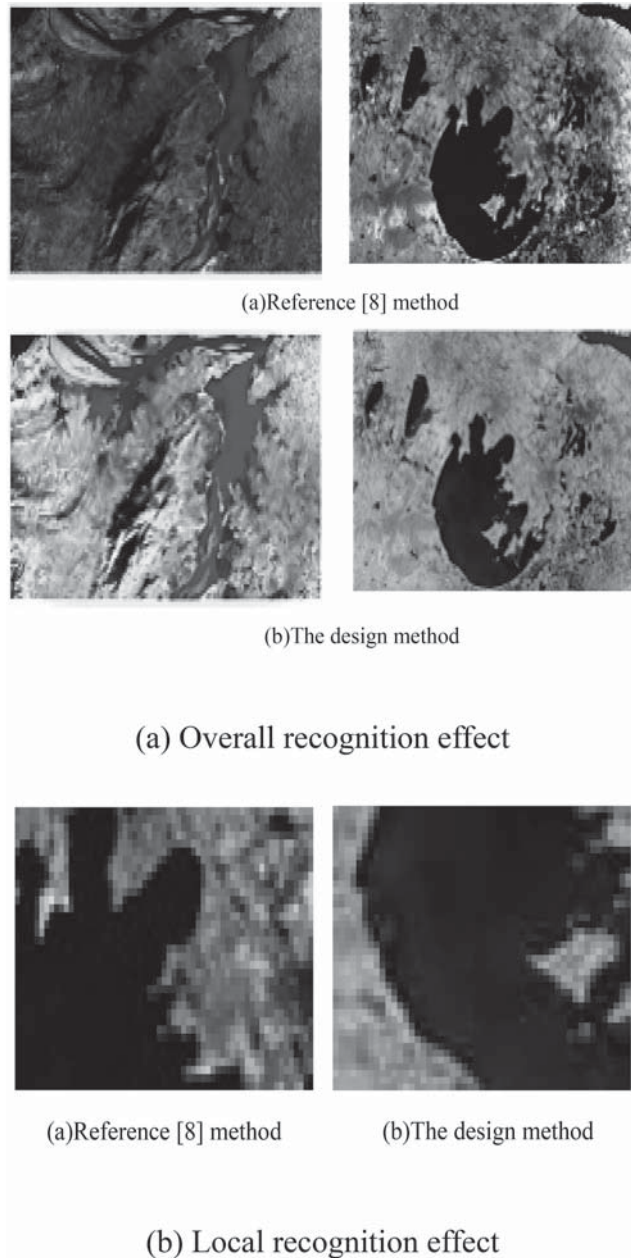 (a)Reference [8] method
(b)The design method
(a) Overall recognition effect
(a)Reference [8] method
(b)The design method
(b) Local recognition effect